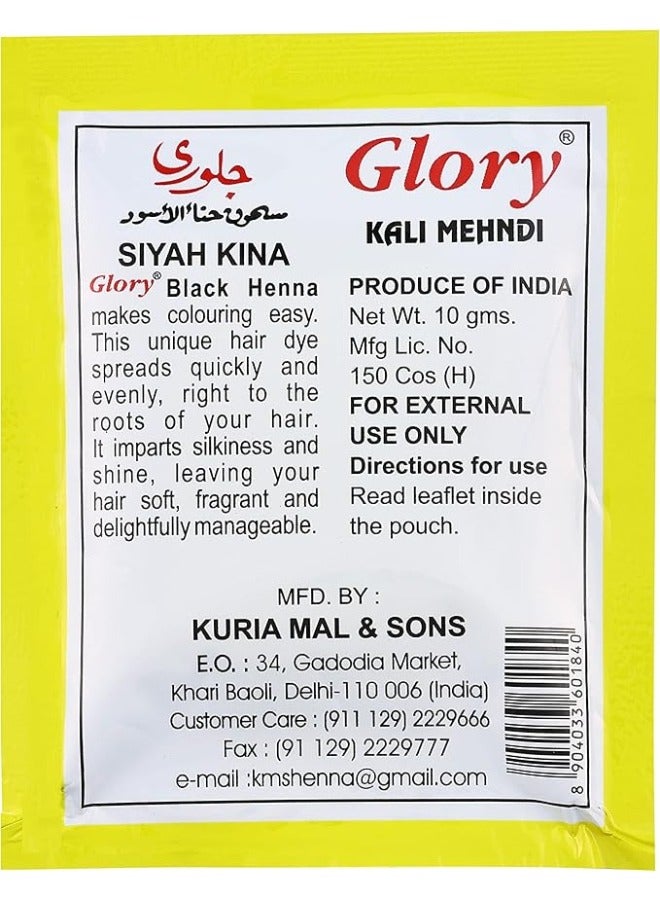 جلوري
سحوق حناء الأسود
SIYAH KINA
Glory® Black Henna
makes colouring easy.
This unique hair dye
spreads quickly and
evenly, right to the
roots of your hair.
It imparts silkiness and
shine, leaving your
hair soft, fragrant and
delightfully manageable.
Glory®
KALI MEHNDI
PRODUCE OF INDIA
Net Wt. 10 gms.
Mfg Lic. No.
150 Cos (H)
FOR EXTERNAL
USE ONLY
Directions for use
Read leaflet inside
the pouch.
MFD. BY :
KURIA MAL & SONS
E.O. : 34, Gadodia Market,
Khari Baoli, Delhi-110 006 (India)
Customer Care : (911 129) 2229666
Fax : (91 129) 2229777
e-mail :kmshenna@gmail.com
8 904033 601840